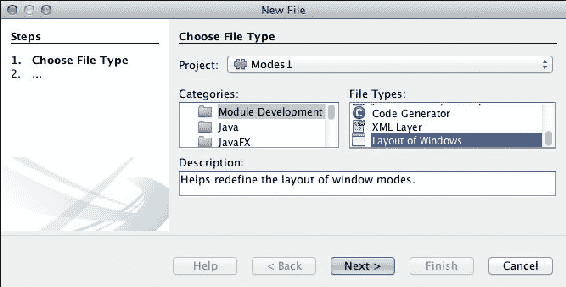 New File
Steps
1. Choose File Type
2. ...
Choose File Type
Project: Modes1
Categories:
Module Development
Java
JavaFX
File Types:
Code Generator
XML Layer
Layout of Windows
Description:
Helps redefine the layout of window modes.
Help
< Back
Next >
Finish
Cancel